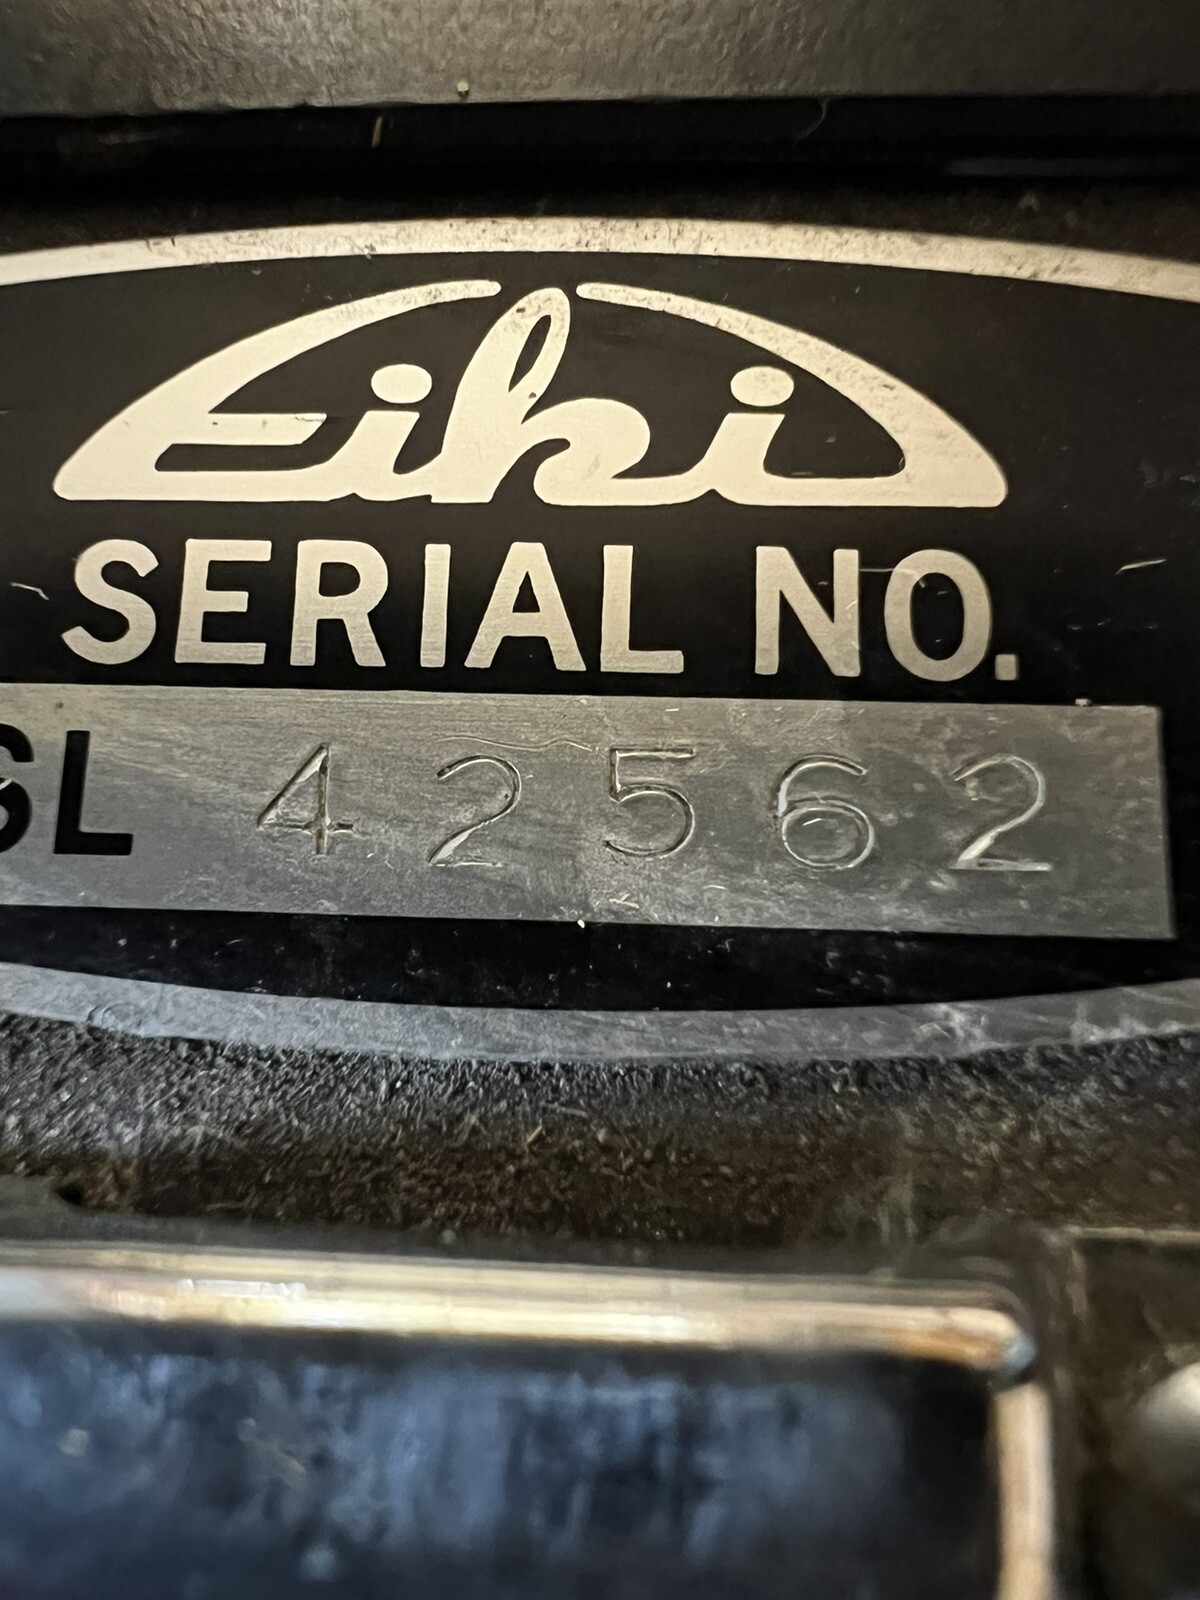 Eiki
SERIAL NO.
SL 42562